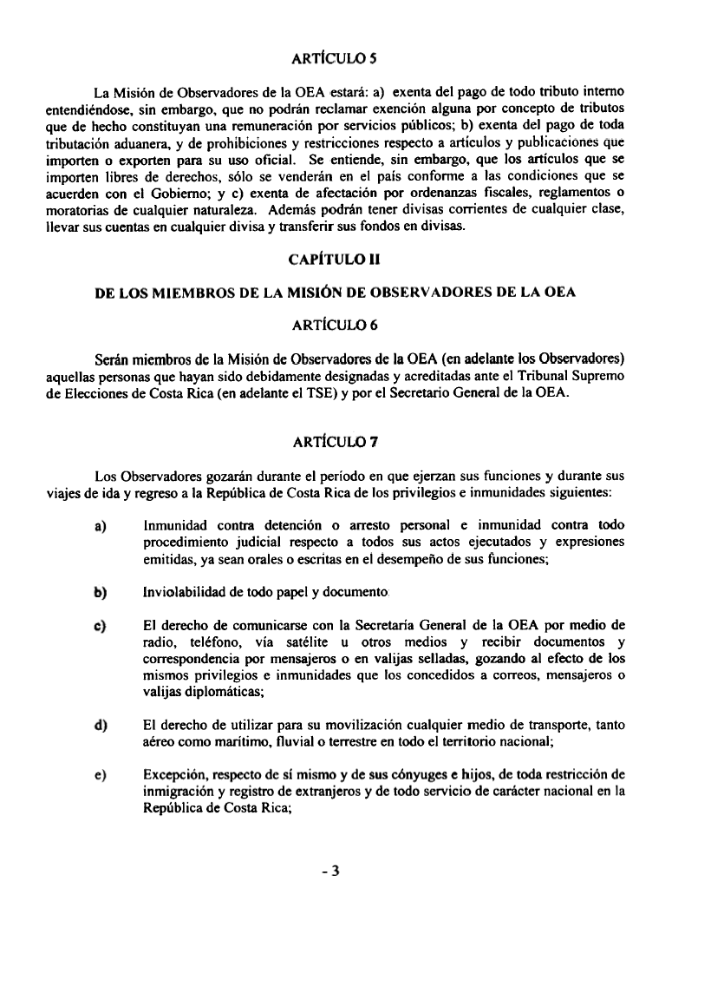 ARTÍCULO 5
La Misión de Observadores de la OEA estará: a) exenta del pago de todo tributo interno
entendiéndose, sin embargo, que no podrán reclamar exención alguna por concepto de tributos
que de hecho constituyan una remuneración por servicios públicos; b) exenta del pago de toda
tributación aduanera, y de prohibiciones y restricciones respecto a artículos y publicaciones que
importen o exporten para su uso oficial. Se entiende, sin embargo, que los artículos que se
importen libres de derechos, sólo se venderán en el país conforme a las condiciones que se
acuerden con el Gobierno; y c) exenta de afectación por ordenanzas fiscales, reglamentos o
moratorias de cualquier naturaleza. Además podrán tener divisas corrientes de cualquier clase,
llevar sus cuentas en cualquier divisa y transferir sus fondos en divisas.
CAPÍTULO II
DE LOS MIEMBROS DE LA MISIÓN DE OBSERVADORES DE LA OEA
ARTÍCULO 6
Serán miembros de la Misión de Observadores de la OEA (en adelante los Observadores)
aquellas personas que hayan sido debidamente designadas y acreditadas ante el Tribunal Supremo
de Elecciones de Costa Rica (en adelante el TSE) y por el Secretario General de la OEA.
ARTÍCULO 7
Los Observadores gozarán durante el período en que ejerzan sus funciones y durante sus
viajes de ida y regreso a la República de Costa Rica de los privilegios e inmunidades siguientes:
a) Inmunidad contra detención o arresto personal e inmunidad contra todo
procedimiento judicial respecto a todos sus actos ejecutados y expresiones
emitidas, ya sean orales o escritas en el desempeño de sus funciones;
b) Inviolabilidad de todo papel y documento;
c) El derecho de comunicarse con la Secretaría General de la OEA por medio de
radio, teléfono, vía satélite u otros medios y recibir documentos y
correspondencia por mensajeros o en valijas selladas, gozando al efecto de los
mismos privilegios e inmunidades que los concedidos a correos, mensajeros o
valijas diplomáticas;
d) El derecho de utilizar para su movilización cualquier medio de transporte, tanto
aéreo como marítimo, fluvial o terrestre en todo el territorio nacional;
e) Excepción, respecto de sí mismo y de sus cónyuges e hijos, de toda restricción de
inmigración y registro de extranjeros y de todo servicio de carácter nacional en la
República de Costa Rica;
- 3